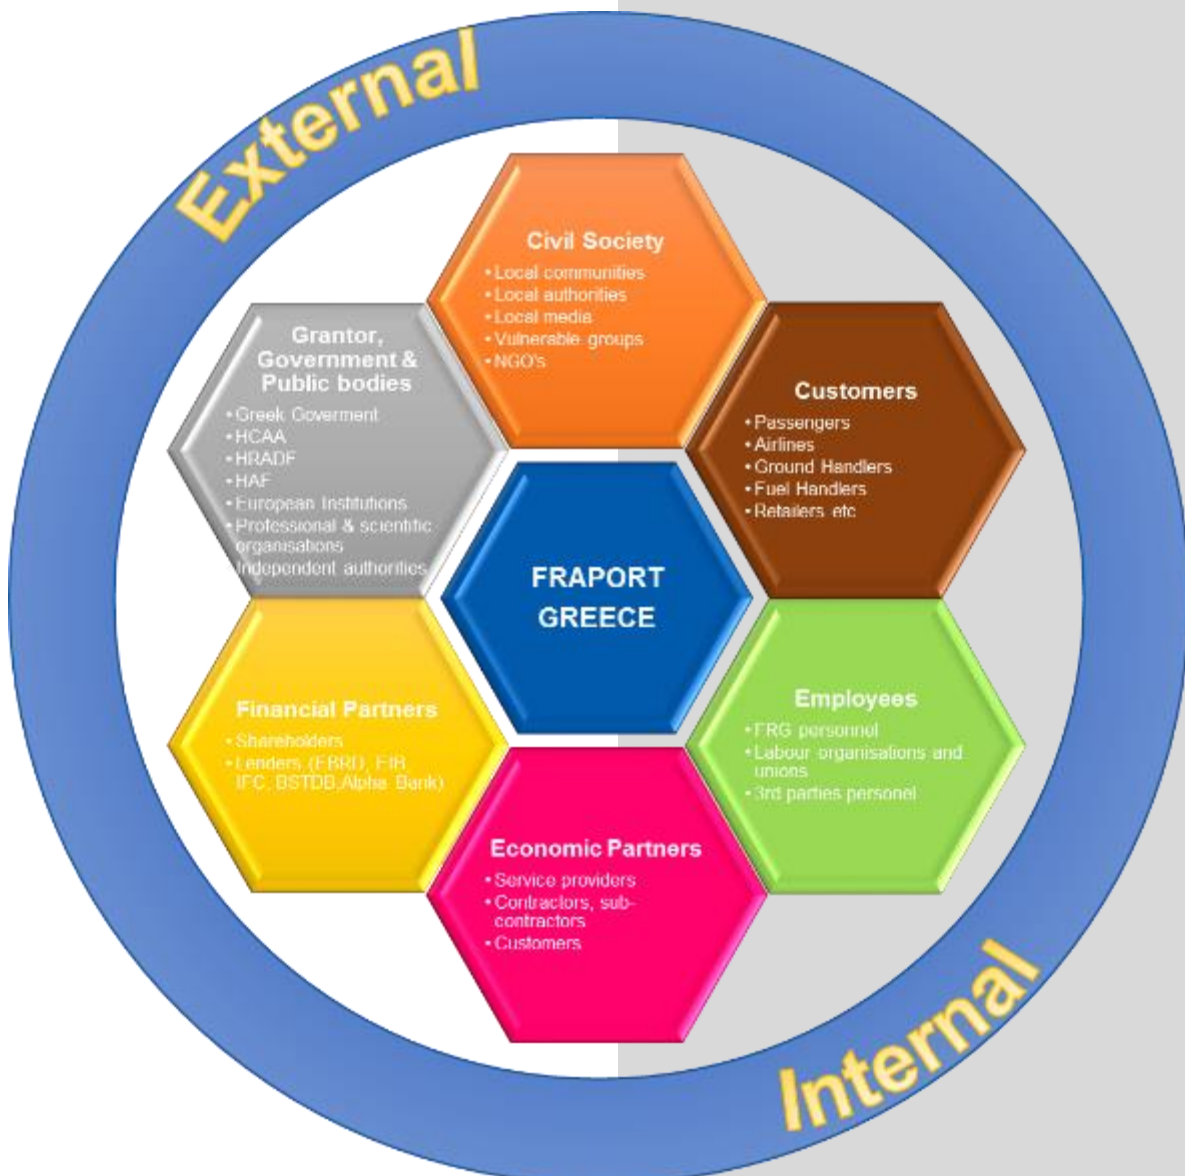 External
Civil Society
• Local communities
• Local authorities
• Local media
• Vulnerable groups
• NGO's
Grantor,
Government &
Public bodies
• Greek Goverment
• HCAA
• HRADF
• HAF
• European Institutions
• Professional & scientific
organisations
Independent authorities
Customers
• Passengers
• Airlines
• Ground Handlers
• Fuel Handlers
• Retailers etc
FRAPORT
GREECE
Financial Partners
• Shareholders
• Lenders (EBRD, EIB,
IFC, BSTDB,Alpha Bank)
Employees
• FRG personnel
• Labour organisations and
unions
• 3rd parties personel
Economic Partners
• Service providers
• Contractors, sub-
contractors
• Customers
Internal